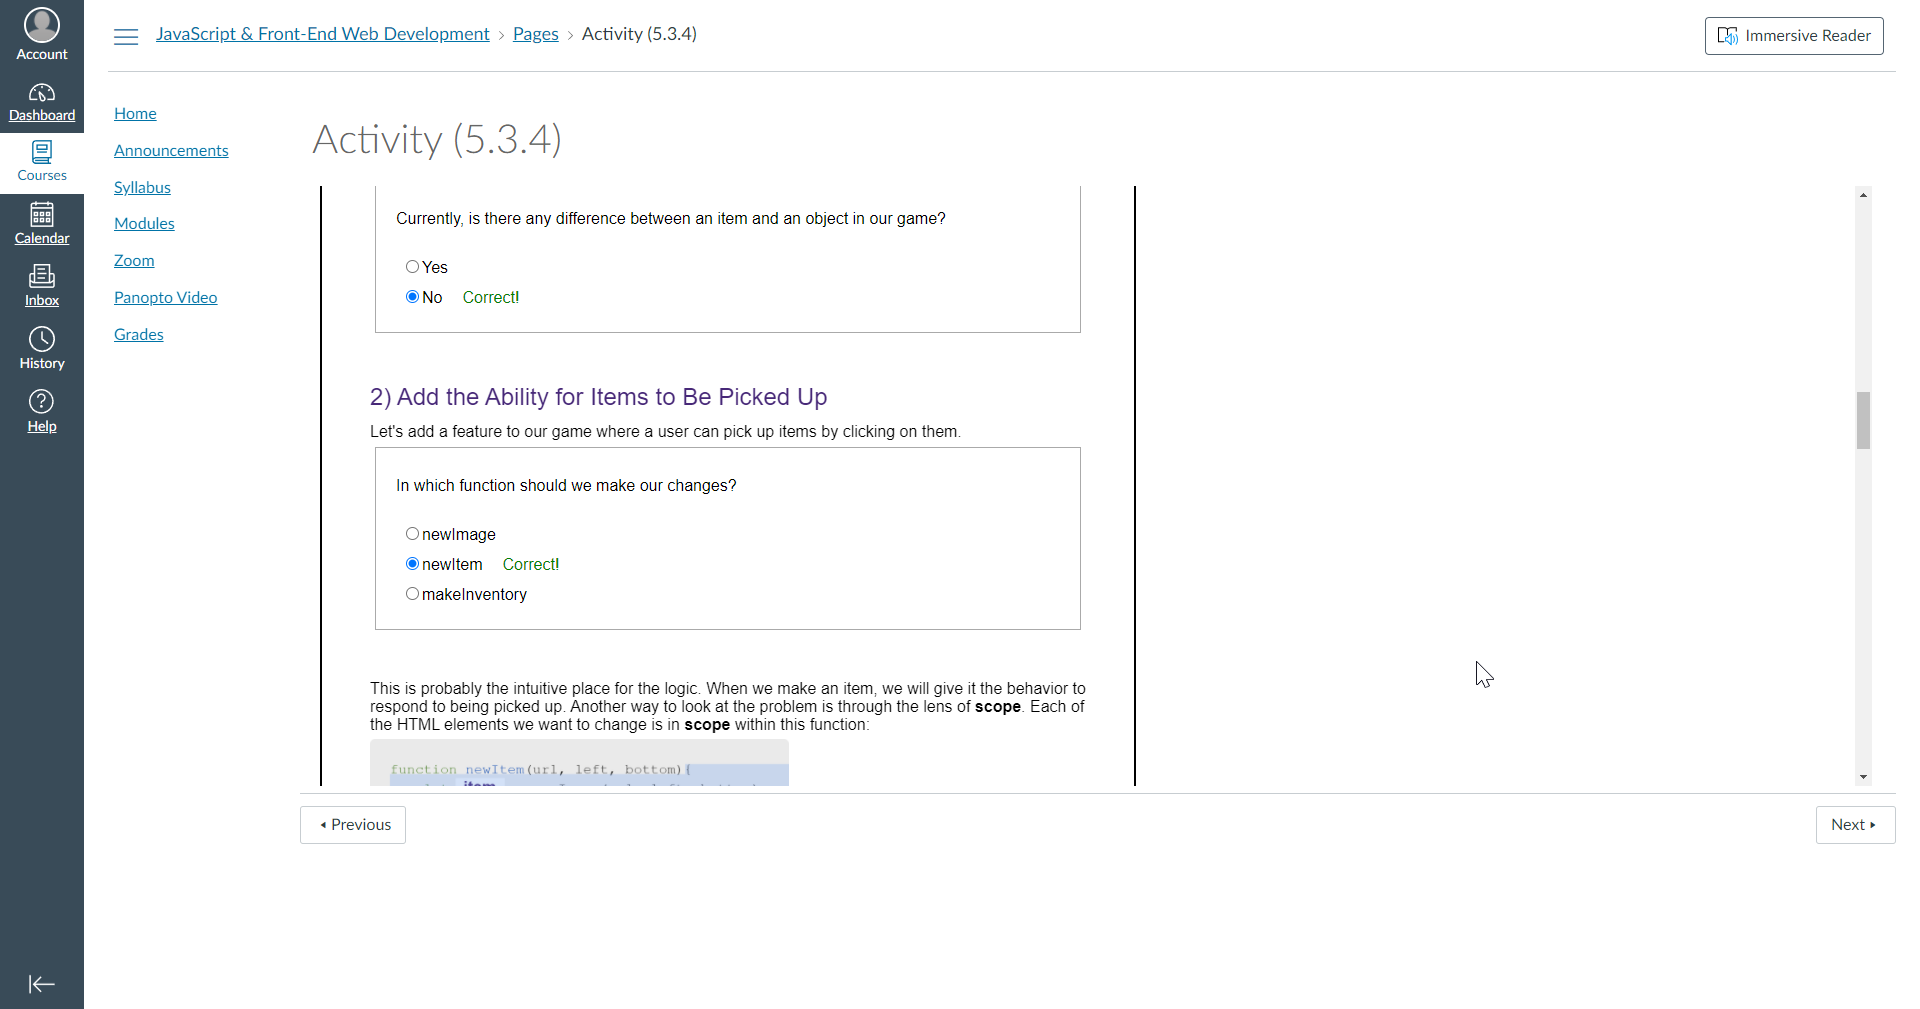 Account
Dashboard
Courses
Calendar
Inbox
History
Help
JavaScript & Front-End Web Development › Pages › Activity (5.3.4)
Immersive Reader
Home
Announcements
Syllabus
Modules
Zoom
Panopto Video
Grades
Activity (5.3.4)
Currently, is there any difference between an item and an object in our game?
Yes
No Correct!
2) Add the Ability for Items to Be Picked Up
Let's add a feature to our game where a user can pick up items by clicking on them.
In which function should we make our changes?
newImage
newItem Correct!
makeInventory
This is probably the intuitive place for the logic. When we make an item, we will give it the behavior to
respond to being picked up. Another way to look at the problem is through the lens of scope. Each of
the HTML elements we want to change is in scope within this function:
function newItem(url, left, bottom){
item
Previous
Next